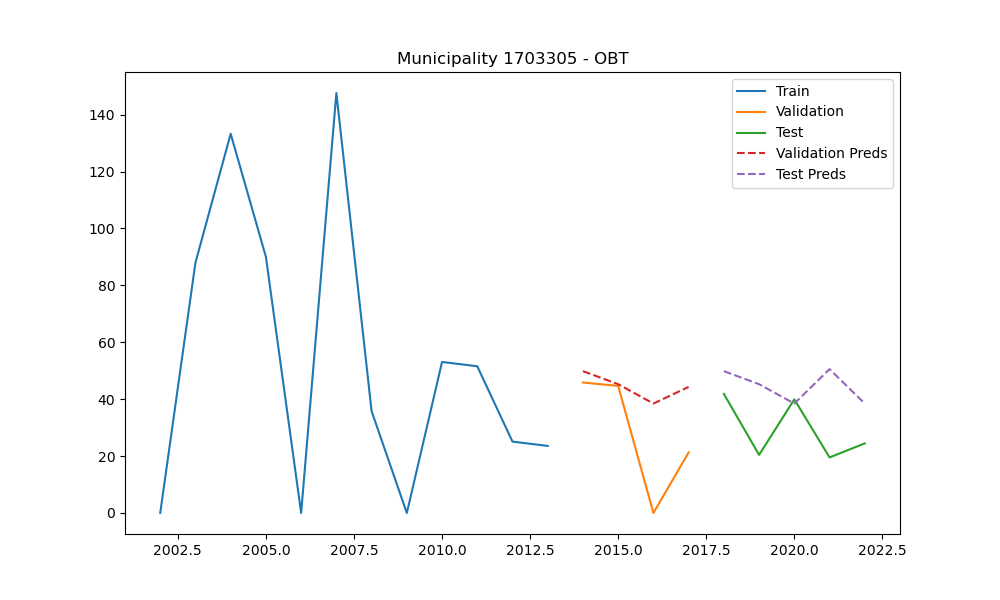 Municipality 1703305 - OBT
Train
Validation
Test
Validation Preds
Test Preds
140
120
100
80
60
40
20
0
2002.5 2005.0 2007.5 2010.0 2012.5 2015.0 2017.5 2020.0 2022.5